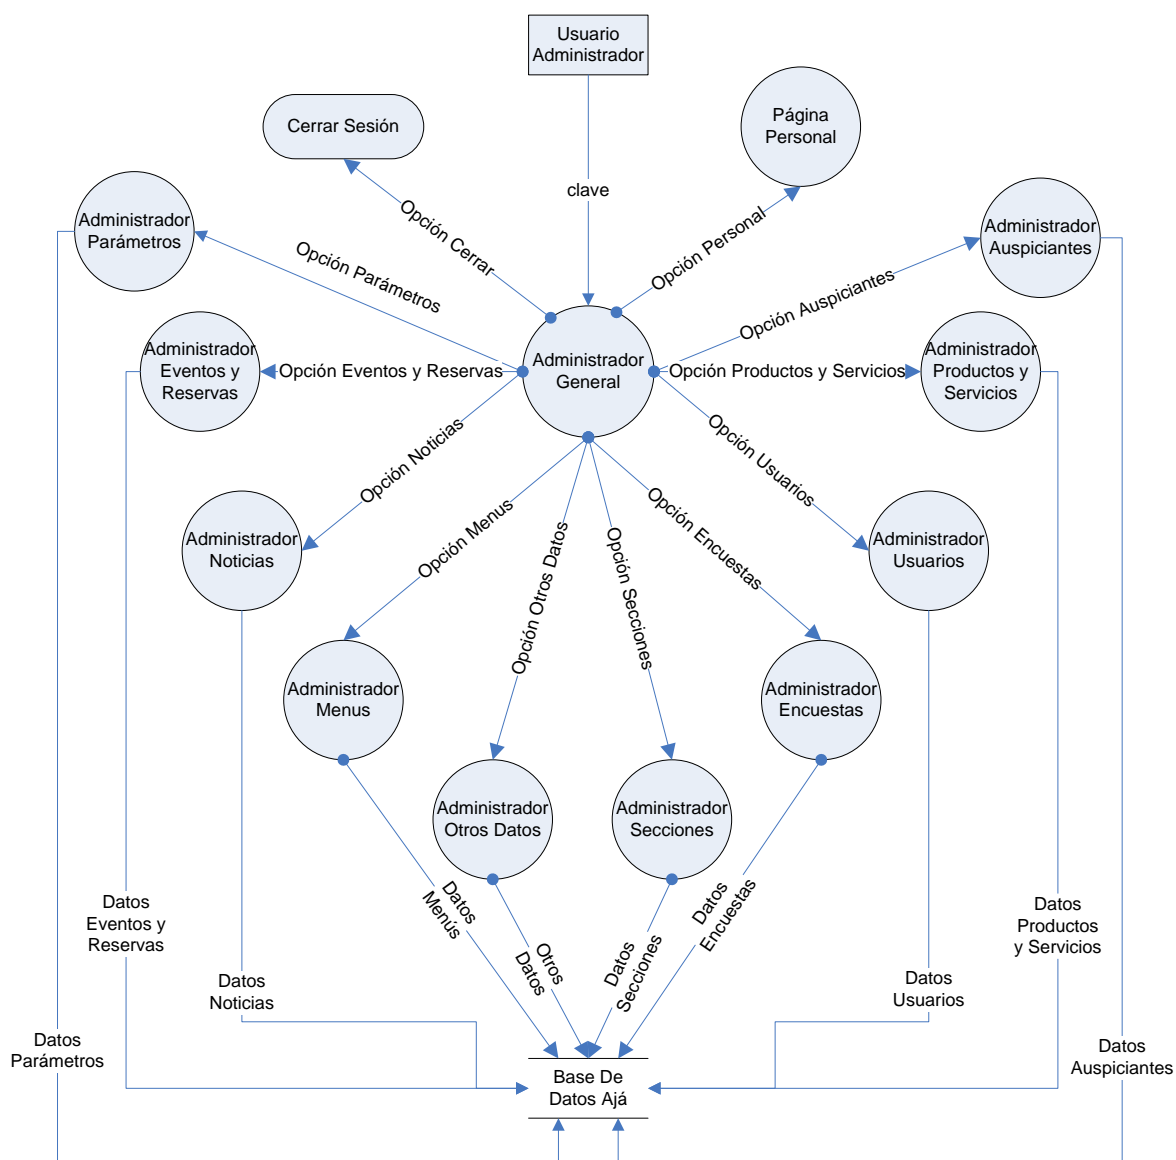 Usuario
Administrador
Cerrar Sesión
Página
Personal
clave
Administrador
Parámetros
Opción Cerrar
Opción Personal
Administrador
Auspiciantes
Opción Parámetros
Opción Auspiciantes
Administrador
Eventos y
Reservas
Opción Eventos y Reservas
Administrador
General
Opción Productos y Servicios
Administrador
Productos y
Servicios
Opción Noticias
Opción Usuarios
Administrador
Noticias
Opción Menus
Opción Otros Datos
Opción Secciones
Opción Encuestas
Administrador
Usuarios
Administrador
Menus
Administrador
Encuestas
Administrador
Otros Datos
Administrador
Secciones
Datos
Eventos y
Reservas
Datos
Menús
Otros
Datos
Datos
Secciones
Datos
Encuestas
Datos
Productos
y Servicios
Datos
Noticias
Datos
Usuarios
Datos
Parámetros
Base De
Datos Ajá
Datos
Auspiciantes